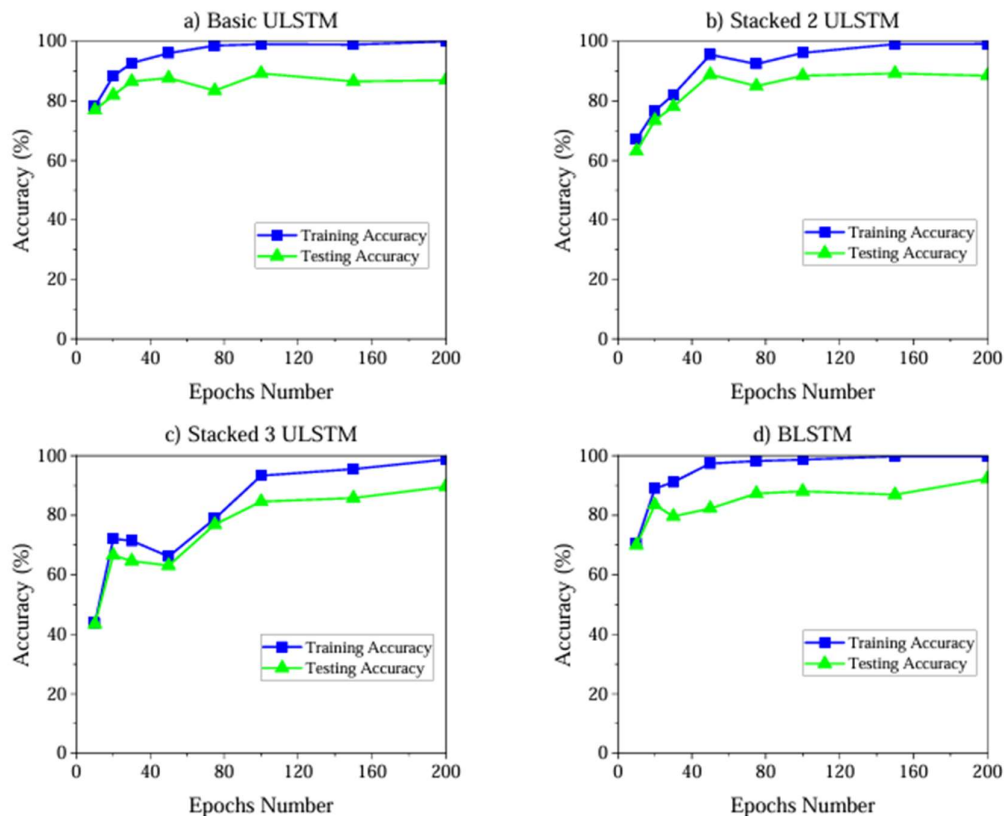 a) Basic ULSTM
100
80
60
40
20
0
Accuracy (%)
Training Accuracy
Testing Accuracy
0 40 80 120 160 200
Epochs Number
b) Stacked 2 ULSTM
100
80
60
40
20
0
Accuracy (%)
Training Accuracy
Testing Accuracy
0 40 80 120 160 200
Epochs Number
c) Stacked 3 ULSTM
100
80
60
40
20
0
Accuracy (%)
Training Accuracy
Testing Accuracy
0 40 80 120 160 200
Epochs Number
d) BLSTM
100
80
60
40
20
0
Accuracy (%)
Training Accuracy
Testing Accuracy
0 40 80 120 160 200
Epochs Number